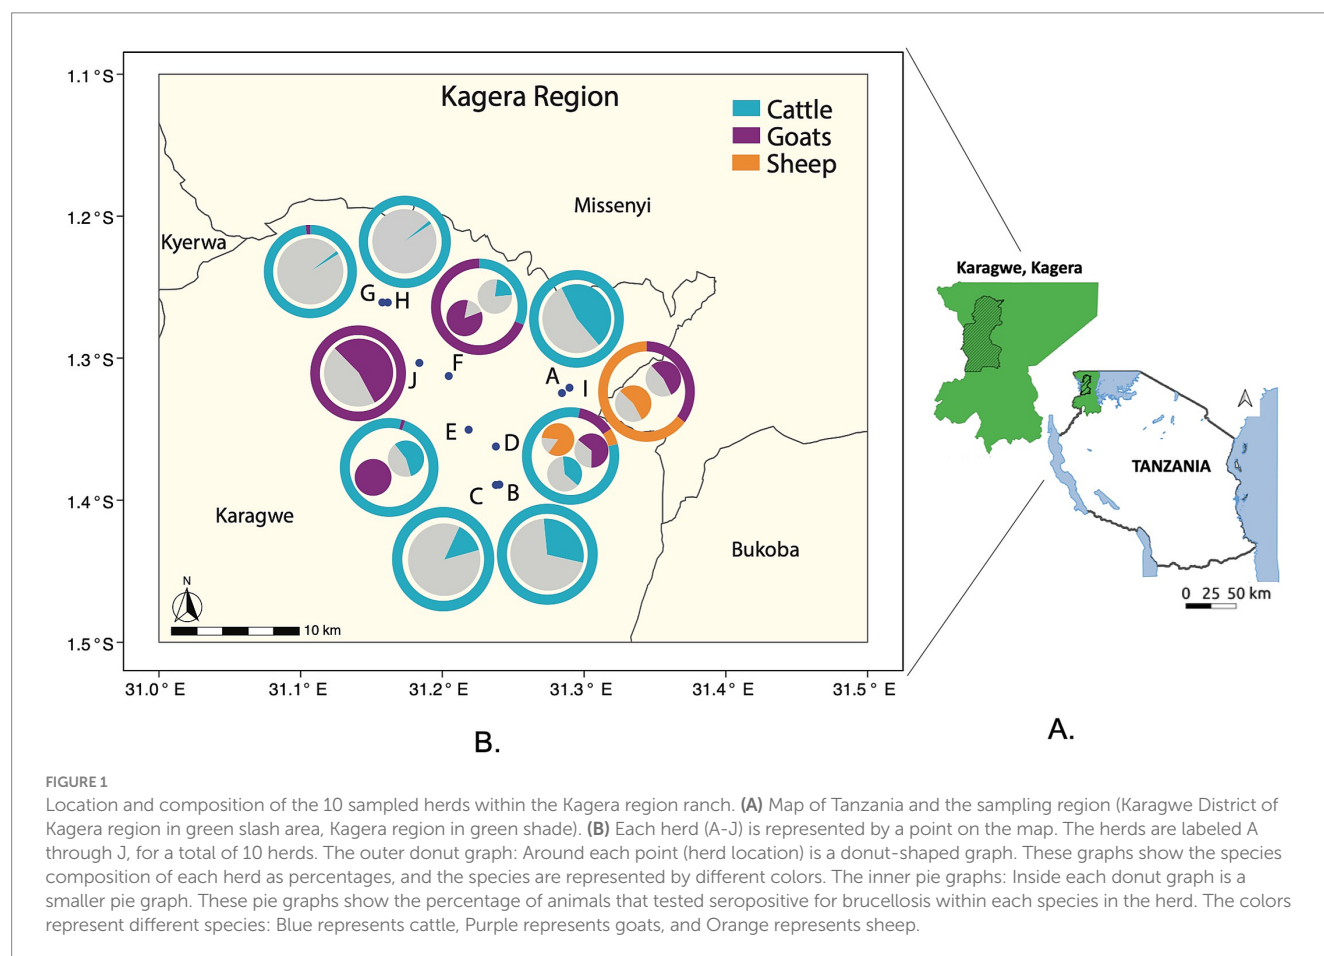 1.1°S
Kagera Region
Cattle
Goats
Sheep
1.2°S
Missenyi
Kyerwa
G H
1.3°S
J
F
A
I
E
D
C B
1.4°S
Karagwe
Bukoba
N
10 km
1.5°S
31.0° E 31.1° E 31.2° E 31.3° E 31.4° E 31.5° E
B.
Karagwe, Kagera
TANZANIA
0 25 50 km
A.
FIGURE 1
Location and composition of the 10 sampled herds within the Kagera region ranch. (A) Map of Tanzania and the sampling region (Karagwe District of
Kagera region in green slash area, Kagera region in green shade). (B) Each herd (A-J) is represented by a point on the map. The herds are labeled A
through J, for a total of 10 herds. The outer donut graph: Around each point (herd location) is a donut-shaped graph. These graphs show the species
composition of each herd as percentages, and the species are represented by different colors. The inner pie graphs: Inside each donut graph is a
smaller pie graph. These pie graphs show the percentage of animals that tested seropositive for brucellosis within each species in the herd. The colors
represent different species: Blue represents cattle, Purple represents goats, and Orange represents sheep.